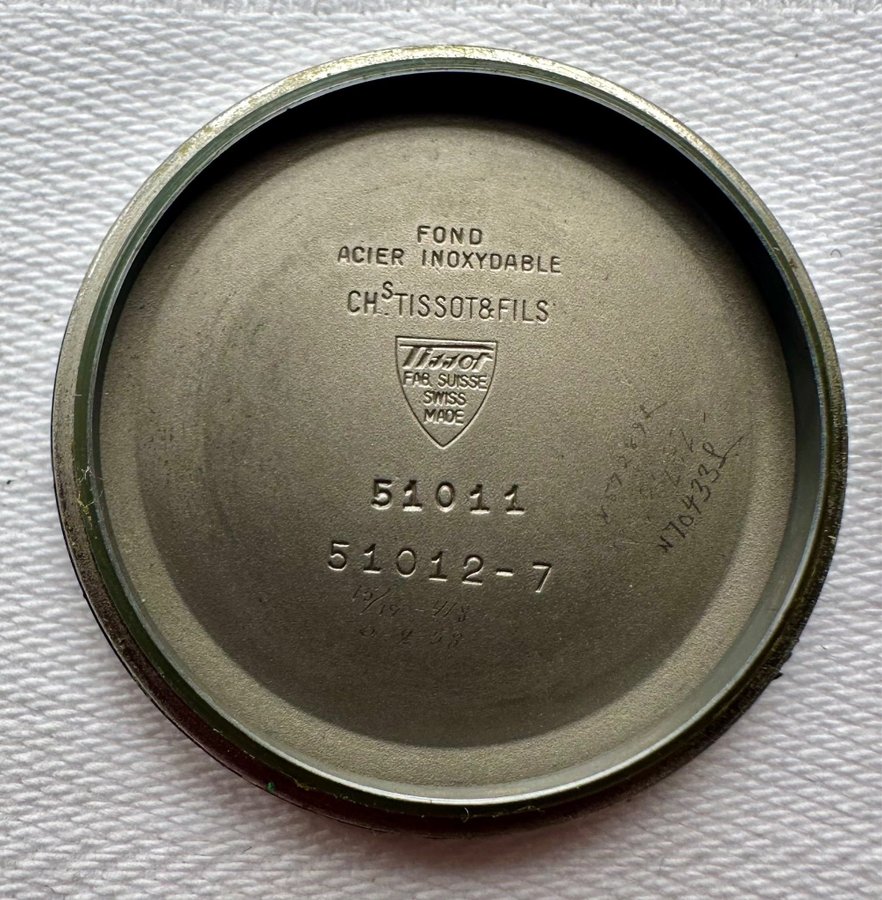 FOND
ACIER INOXYDABLE
CHS. TISSOT & FILS
Tissot
FAB. SUISSE
SWISS
MADE
51011
51012-7